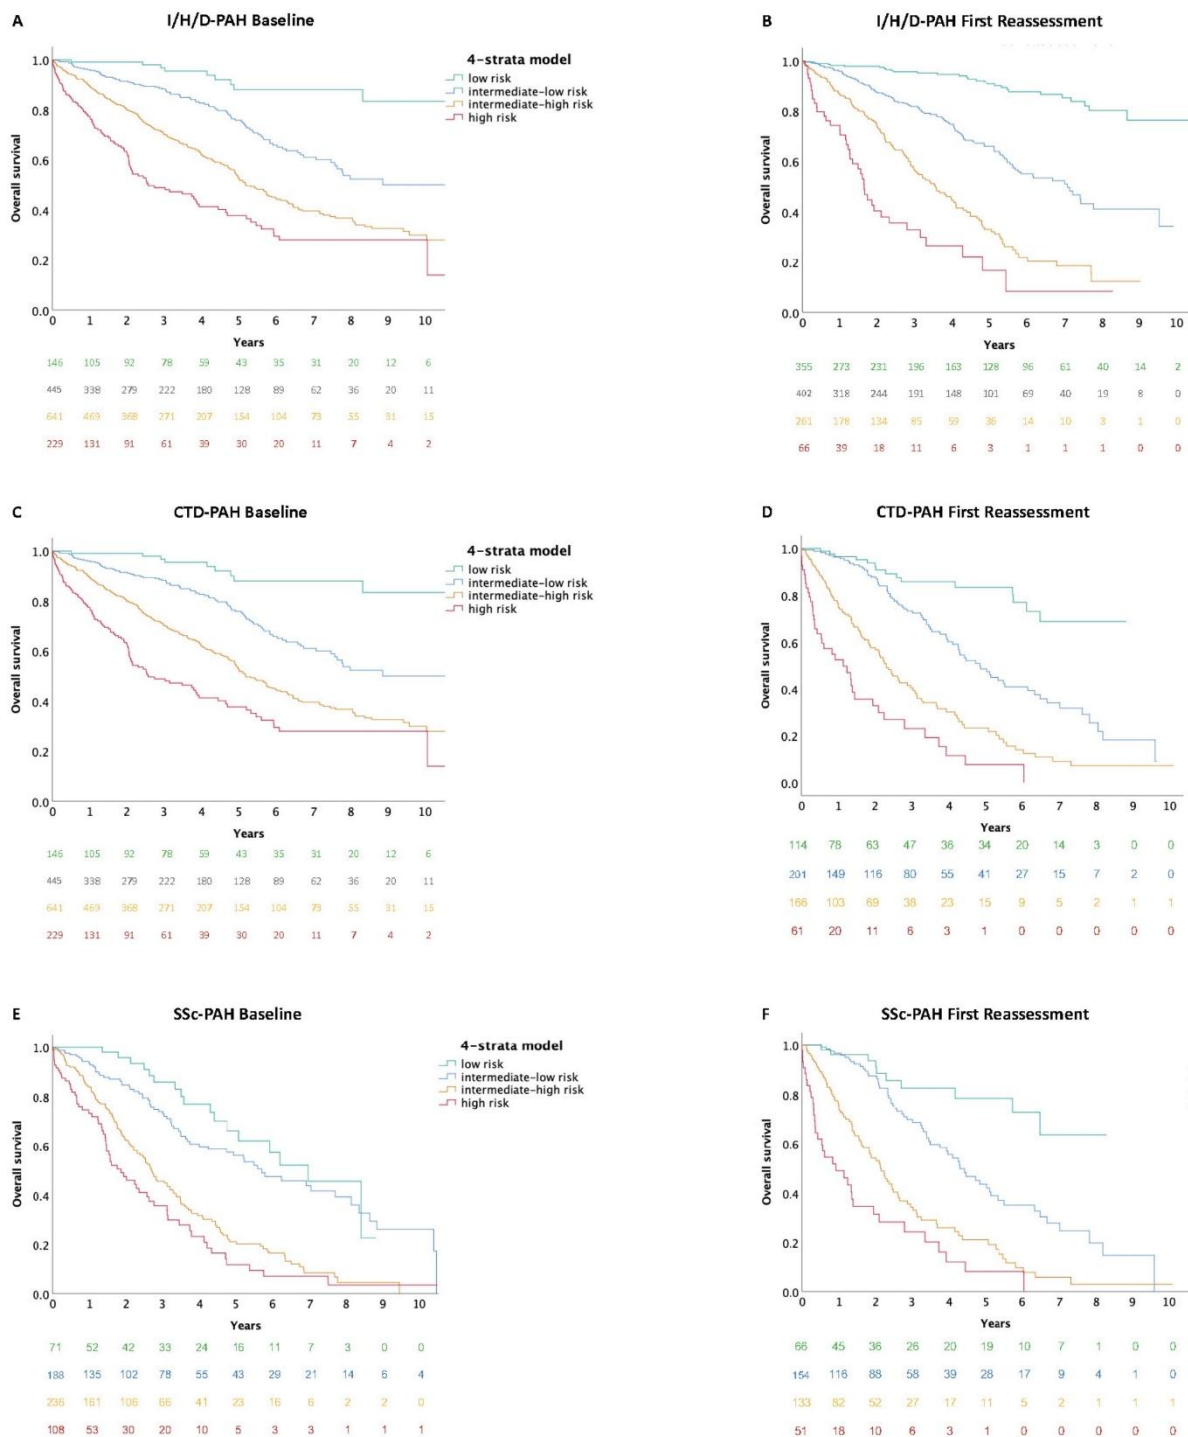 A I/H/D-PAH Baseline
4-strata model
low risk
intermediate-low risk
intermediate-high risk
high risk
Overall survival
1.0
0.8
0.6
0.4
0.2
0.0
0 1 2 3 4 5 6 7 8 9 10
Years
146 105 92 78 59 43 35 31 20 12 6
445 338 279 222 180 128 89 62 36 20 11
641 469 368 271 207 154 104 73 55 31 15
229 131 91 61 39 30 20 11 7 4 2
B I/H/D-PAH First Reassessment
Overall survival
1.0
0.8
0.6
0.4
0.2
0.0
0 1 2 3 4 5 6 7 8 9 10
Years
355 273 231 196 163 128 96 61 40 14 2
402 318 244 191 148 101 69 40 19 8 0
261 178 134 85 59 36 14 10 3 1 0
66 39 18 11 6 3 1 1 1 0 0
C CTD-PAH Baseline
4-strata model
low risk
intermediate-low risk
intermediate-high risk
high risk
Overall survival
1.0
0.8
0.6
0.4
0.2
0.0
0 1 2 3 4 5 6 7 8 9 10
Years
146 105 92 78 59 43 35 31 20 12 6
445 338 279 222 180 128 89 62 36 20 11
641 469 368 271 207 154 104 73 55 31 15
229 131 91 61 39 30 20 11 7 4 2
D CTD-PAH First Reassessment
Overall survival
1.0
0.8
0.6
0.4
0.2
0.0
0 1 2 3 4 5 6 7 8 9 10
Years
114 78 63 47 36 34 20 14 3 0 0
201 149 116 80 55 41 27 15 7 2 0
166 103 69 38 23 15 9 5 2 1 1
61 20 11 6 3 1 0 0 0 0 0
E SSc-PAH Baseline
4-strata model
low risk
intermediate-low risk
intermediate-high risk
high risk
Overall survival
1.0
0.8
0.6
0.4
0.2
0.0
0 1 2 3 4 5 6 7 8 9 10
Years
71 52 42 33 24 16 11 7 3 0 0
188 135 102 78 55 43 29 21 14 6 4
236 161 106 66 41 23 16 6 2 2 0
108 53 30 20 10 5 3 3 1 1 1
F SSc-PAH First Reassessment
Overall survival
1.0
0.8
0.6
0.4
0.2
0.0
0 1 2 3 4 5 6 7 8 9 10
Years
66 45 36 26 20 19 10 7 1 0 0
154 116 88 58 39 28 17 9 4 1 0
133 82 52 27 17 11 5 2 1 1 1
51 18 10 6 3 1 0 0 0 0 0